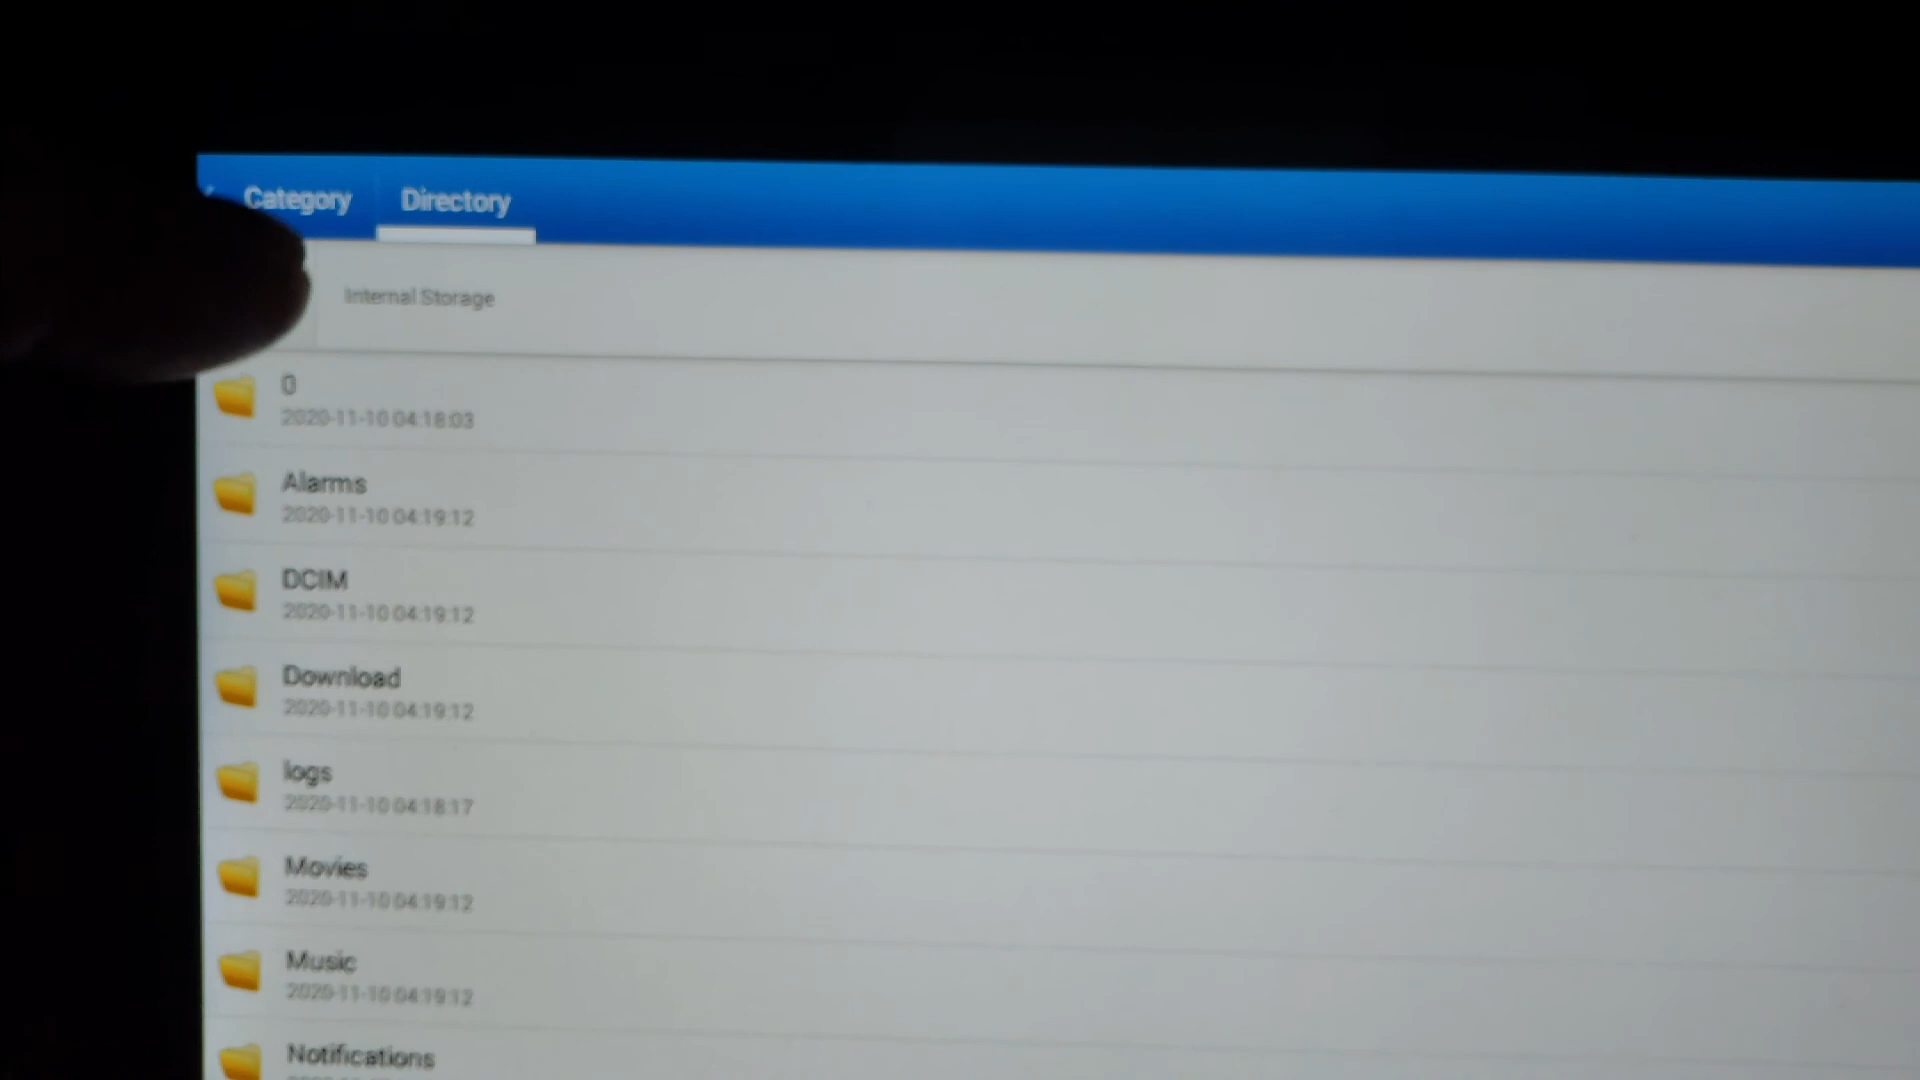 Category
Directory
Internal Storage
0
2020-11-10 04:18:03
Alarms
2020-11-10 04:19:12
DCIM
2020-11-10 04:19:12
Download
2020-11-10 04:19:12
logs
2020-11-10 04:18:17
Movies
2020-11-10 04:19:12
Music
2020-11-10 04:19:12
Notifications